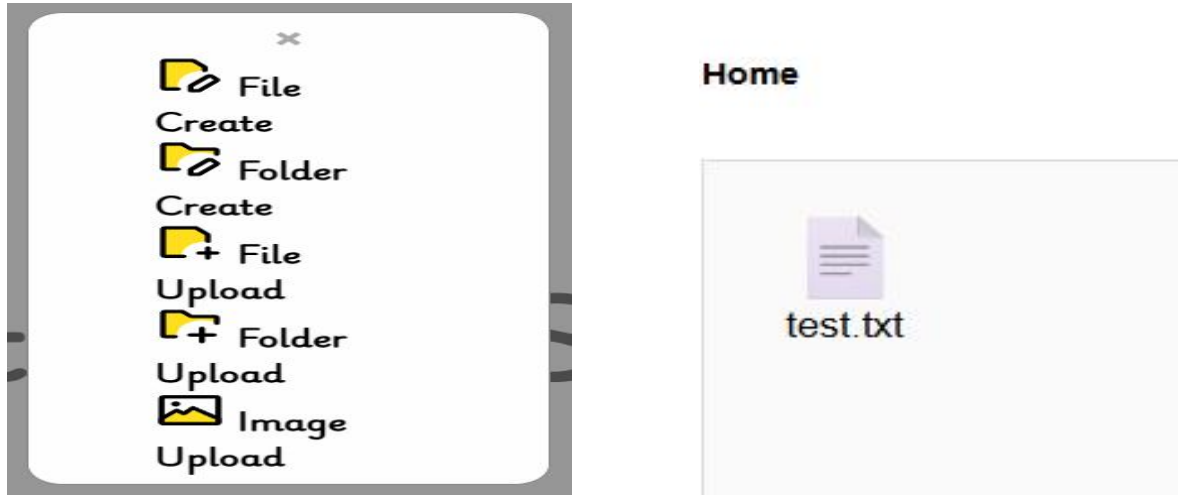 File
Create
Folder
Create
File
Upload
Folder
Upload
Image
Upload
Home
test.txt